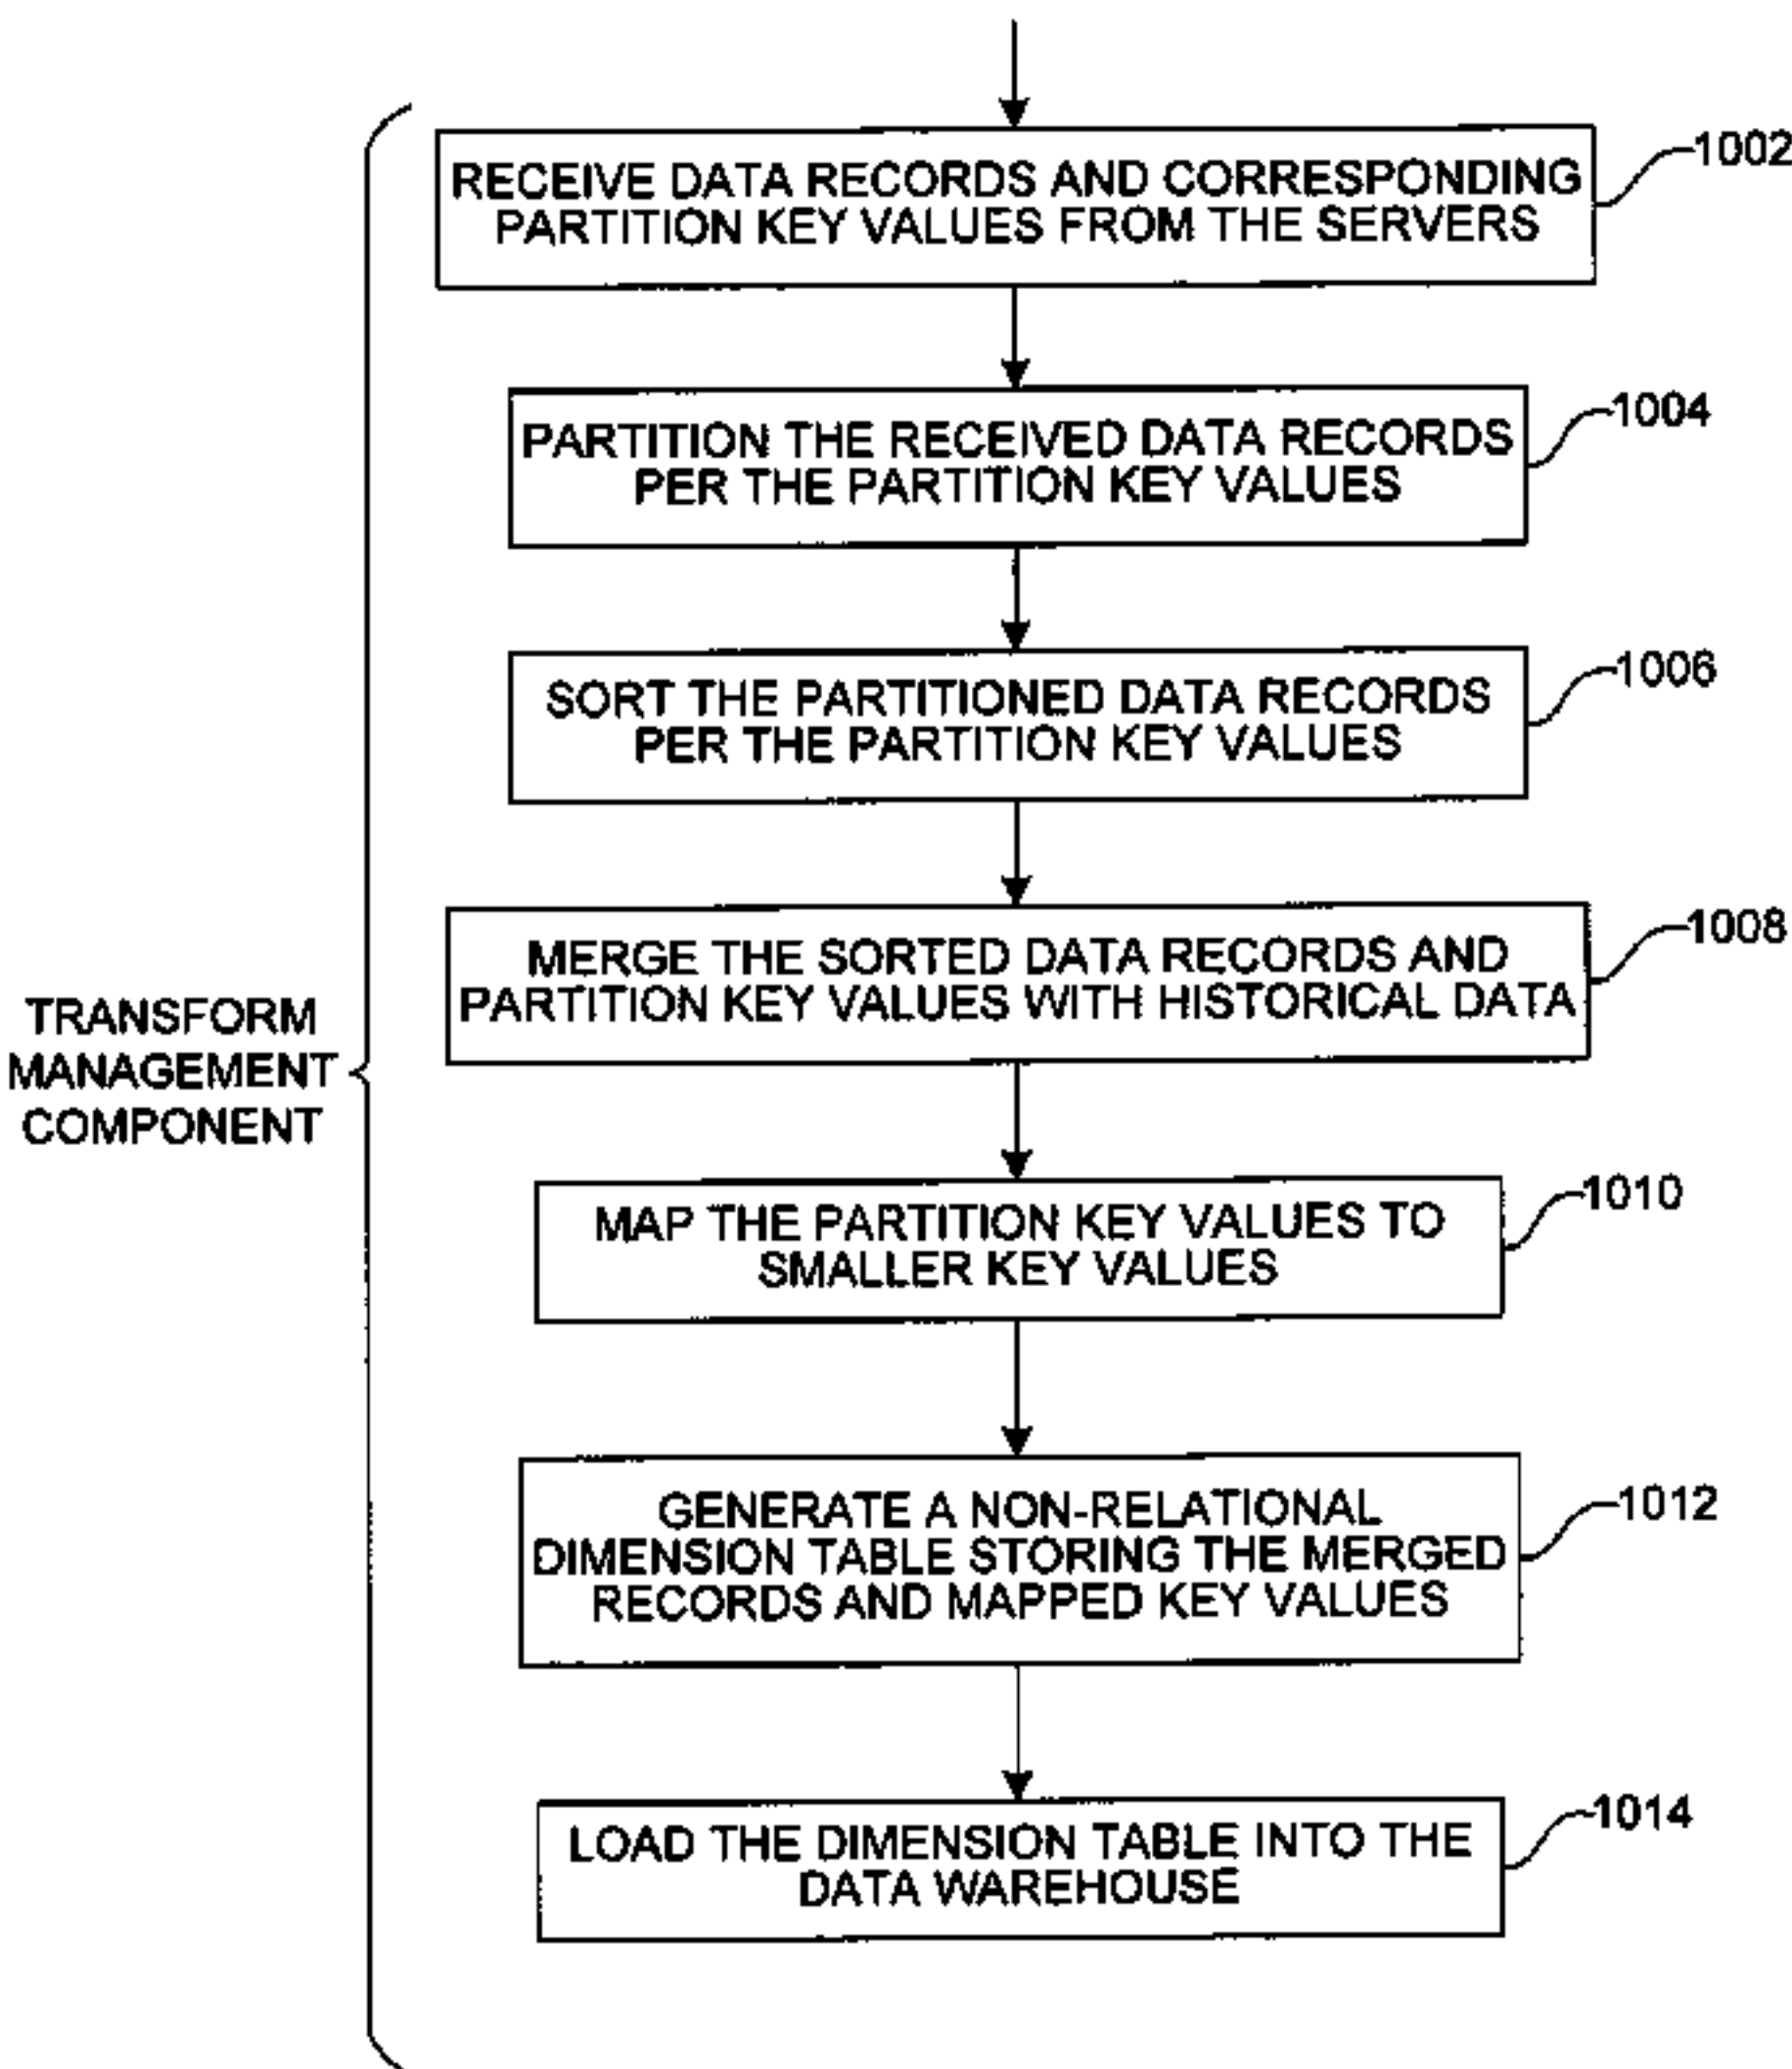 RECEIVE DATA RECORDS AND CORRESPONDING
PARTITION KEY VALUES FROM THE SERVERS
1002
PARTITION THE RECEIVED DATA RECORDS
PER THE PARTITION KEY VALUES
1004
SORT THE PARTITIONED DATA RECORDS
PER THE PARTITION KEY VALUES
1006
MERGE THE SORTED DATA RECORDS AND
PARTITION KEY VALUES WITH HISTORICAL DATA
1008
TRANSFORM
MANAGEMENT
COMPONENT
MAP THE PARTITION KEY VALUES TO
SMALLER KEY VALUES
1010
GENERATE A NON-RELATIONAL
DIMENSION TABLE STORING THE MERGED
RECORDS AND MAPPED KEY VALUES
1012
LOAD THE DIMENSION TABLE INTO THE
DATA WAREHOUSE
1014